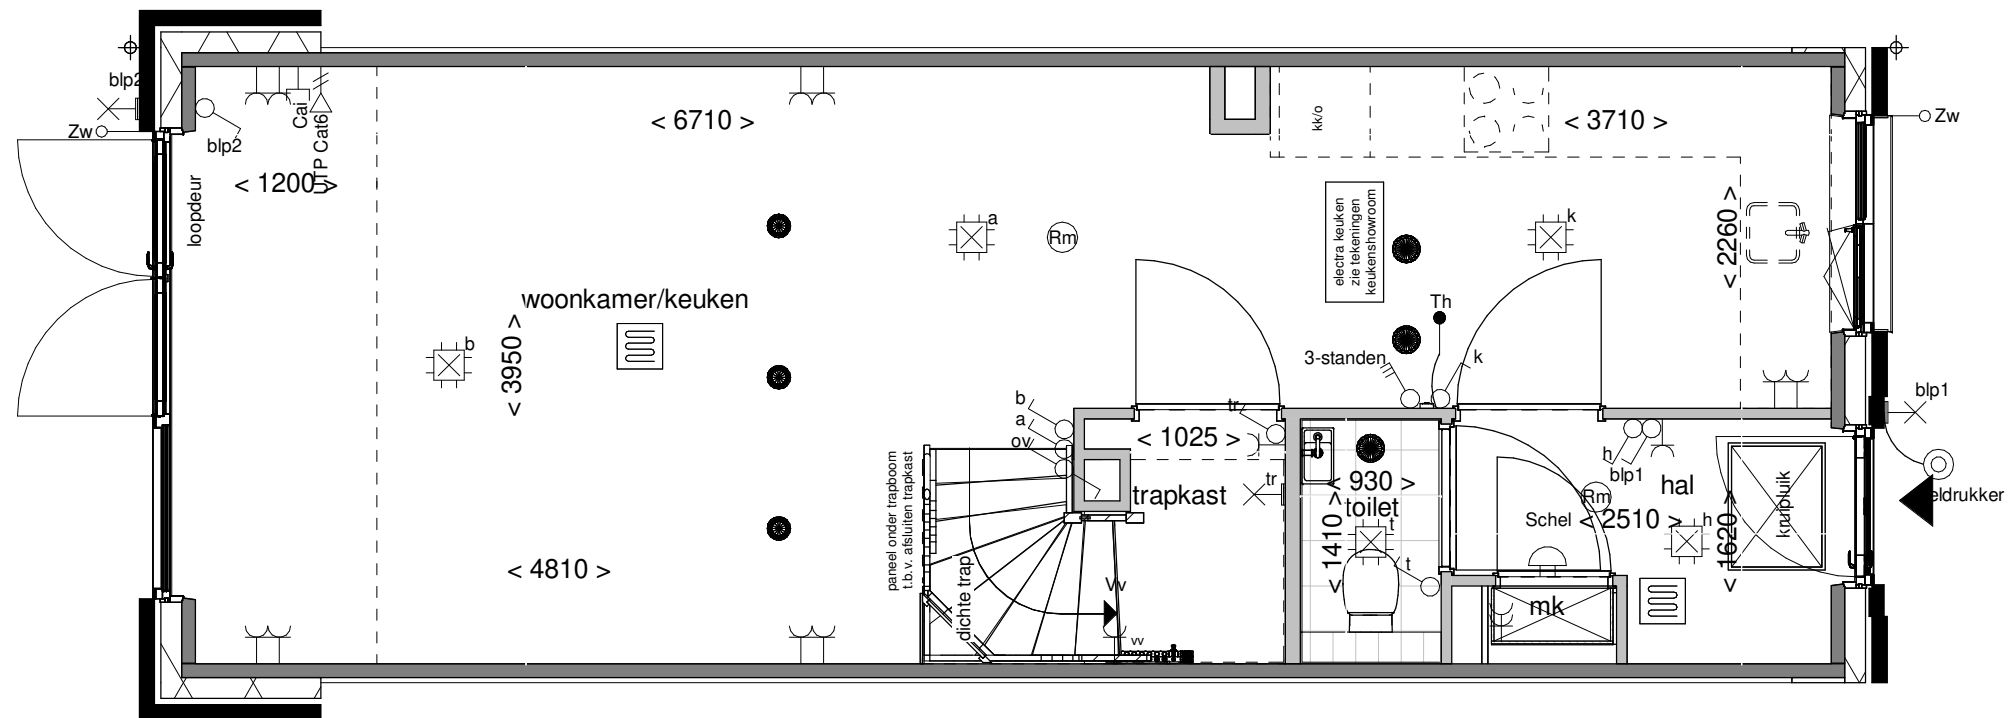 blp2
Zw
blp2
Cai
UTP Cat6
< 1200 >
loopdeur
< 6710 >
kk/o
< 3710 >
Zw
a
Rm
electra keuken
zie tekeningen
keukenshowroom
k
< 2260 >
woonkamer/keuken
b
< 3950 >
Th
3-standen
k
b
a
ov
tr
< 1025 >
blp1
h
blp1
hal
kruipluik
eldrukker
paneel onder trapboom
t.b.v. afsluiten trapkast
trapkast
tr
< 930 >
toilet
< 1410 >
t
t
Rm
Schel
< 2510 >
h
< 1620 >
< 4810 >
dichte trap
Vv
vv
mk